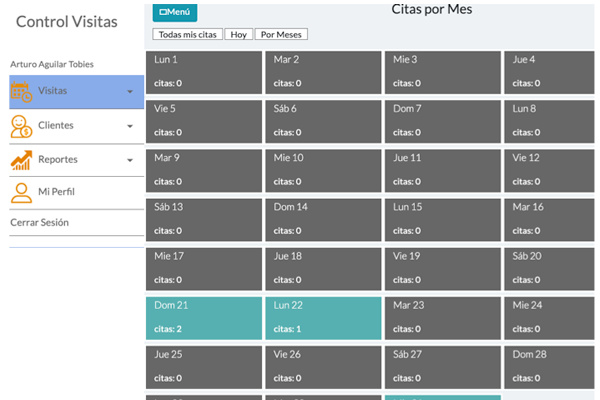 Control Visitas
Arturo Aguilar Tobies
Visitas
Clientes
Reportes
Mi Perfil
Cerrar Sesión
Menú
Citas por Mes
Todas mis citas Hoy Por Meses
Lun 1 Mar 2 Mie 3 Jue 4
citas: 0 citas: 0 citas: 0 citas: 0
Vie 5 Sáb 6 Dom 7 Lun 8
citas: 0 citas: 0 citas: 0 citas: 0
Mar 9 Mie 10 Jue 11 Vie 12
citas: 0 citas: 0 citas: 0 citas: 0
Sáb 13 Dom 14 Lun 15 Mar 16
citas: 0 citas: 0 citas: 0 citas: 0
Mie 17 Jue 18 Vie 19 Sáb 20
citas: 0 citas: 0 citas: 0 citas: 0
Dom 21 Lun 22 Mar 23 Mie 24
citas: 2 citas: 1 citas: 0 citas: 0
Jue 25 Vie 26 Sáb 27 Dom 28
citas: 0 citas: 0 citas: 0 citas: 0